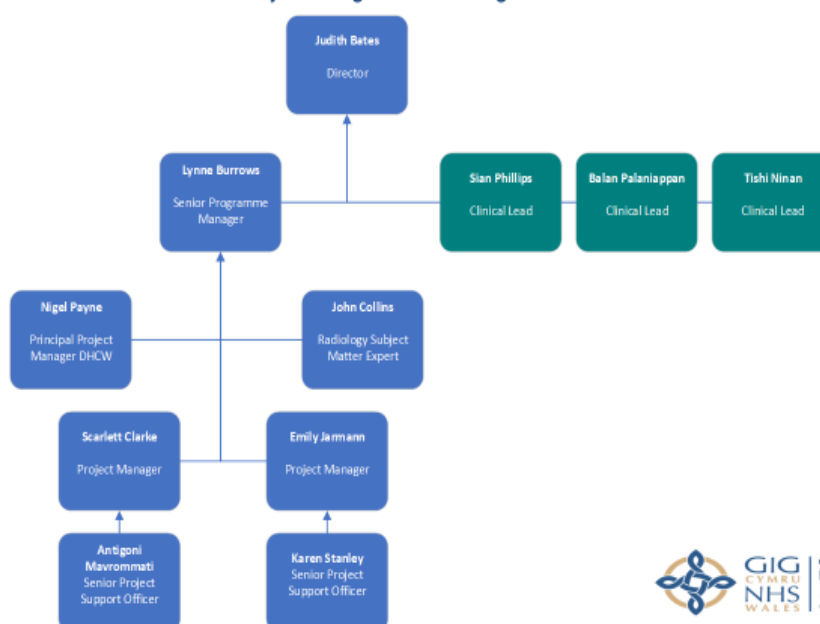 Judith Bates
Director
Lynne Burrows
Senior Programme
Manager
Sian Phillips
Clinical Lead
Balan Palaniappan
Clinical Lead
Tishi Ninan
Clinical Lead
Nigel Payne
Principal Project
Manager DHCW
John Collins
Radiology Subject
Matter Expert
Scarlett Clarke
Project Manager
Emily Jarmann
Project Manager
Antigoni
Mavrommati
Senior Project
Support Officer
Karen Stanley
Senior Project
Support Officer
GIG
CYMRU
NHS
WALES